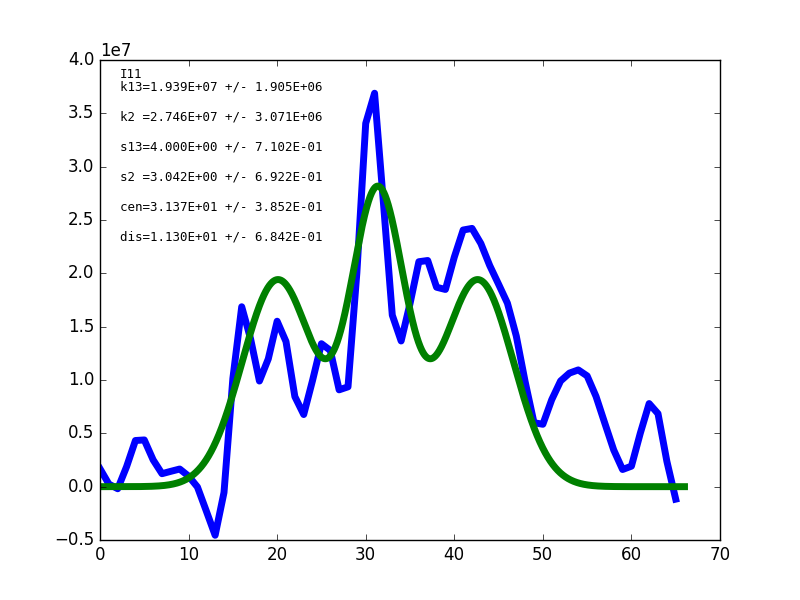 1e7
4.0
3.5
3.0
2.5
2.0
1.5
1.0
0.5
0.0
−0.5
I11
k13=1.939E+07 +/- 1.905E+06
k2 =2.746E+07 +/- 3.071E+06
s13=4.000E+00 +/- 7.102E-01
s2 =3.042E+00 +/- 6.922E-01
cen=3.137E+01 +/- 3.852E-01
dis=1.130E+01 +/- 6.842E-01
0 10 20 30 40 50 60 70